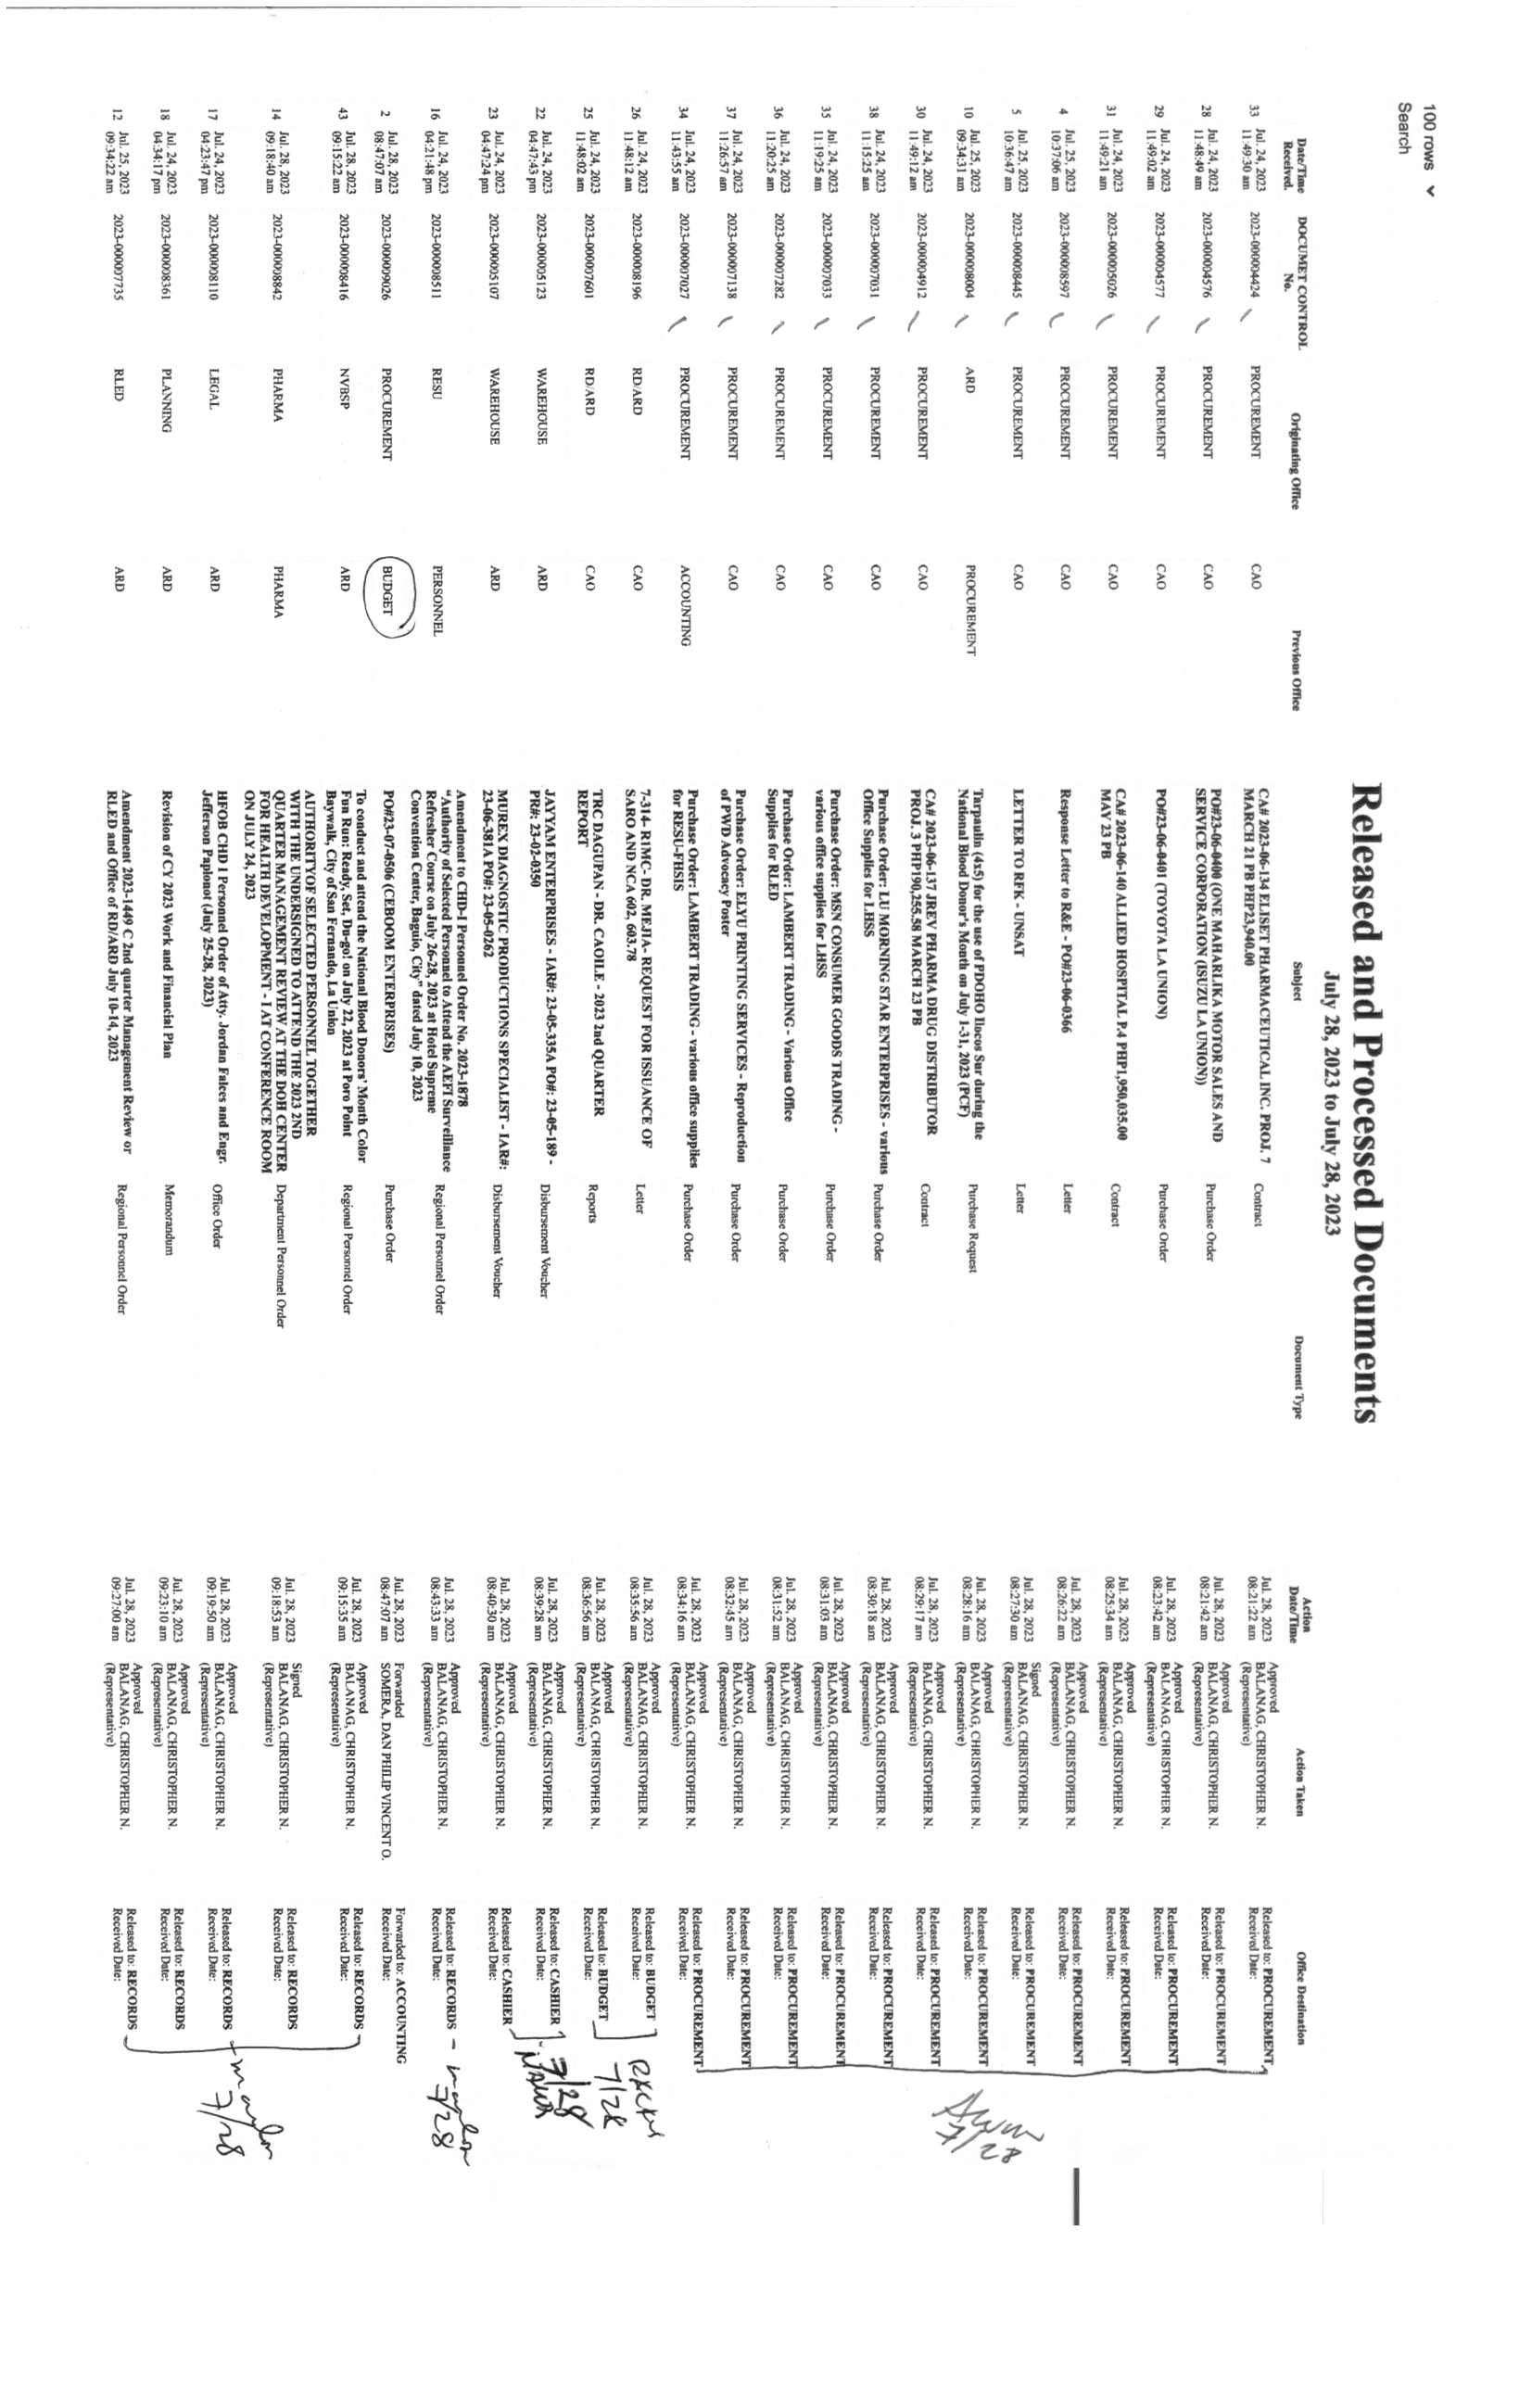 100 rows
Search
Released and Processed Documents
July 28, 2023 to July 28, 2023
Date/Time Received. DOCUMET CONTROL No. Originating Office Previous Office Subject Document Type Action Date/Time Action Taken Office Destination
33 Jul. 24, 2023 2023-000004424 PROCUREMENT CAO CA# 2023-06-134 ELISET PHARMACEUTICAL INC. PROJ. 7 Contract Jul. 28, 2023 Approved Released to: PROCUREMENT
11:49:30 am MARCH 21 PB PHP23,940.00 08:21:22 am BALANAG, CHRISTOPHER N. (Representative) Received Date:
28 Jul. 24, 2023 2023-000004576 PROCUREMENT CAO PO#23-06-0400 (ONE MAHARLIKA MOTOR SALES AND Purchase Order Jul. 28, 2023 Approved Released to: PROCUREMENT
11:48:49 am SERVICE CORPORATION (ISUZU LA UNION)) 08:21:42 am BALANAG, CHRISTOPHER N. (Representative) Received Date:
29 Jul. 24, 2023 2023-000004577 PROCUREMENT CAO PO#23-06-0401 (TOYOTA LA UNION) Purchase Order Jul. 28, 2023 Approved Released to: PROCUREMENT
11:49:02 am 08:23:42 am BALANAG, CHRISTOPHER N. (Representative) Received Date:
31 Jul. 24, 2023 2023-000005026 PROCUREMENT CAO CA# 2023-06-140 ALLIED HOSPITAL P.4 PHP1,950,035.00 Contract Jul. 28, 2023 Approved Released to: PROCUREMENT
11:49:21 am MAY 23 PB 08:25:34 am BALANAG, CHRISTOPHER N. (Representative) Received Date:
4 Jul. 25, 2023 2023-000008597 PROCUREMENT CAO Response Letter to R&E - PO#23-06-0366 Letter Jul. 28, 2023 Approved Released to: PROCUREMENT
10:37:06 am 08:26:22 am BALANAG, CHRISTOPHER N. (Representative) Received Date:
5 Jul. 25, 2023 2023-000008445 PROCUREMENT CAO LETTER TO RFK - UNSAT Letter Jul. 28, 2023 Signed Released to: PROCUREMENT
10:36:47 am 08:27:30 am BALANAG, CHRISTOPHER N. (Representative) Received Date:
10 Jul. 25, 2023 2023-000008004 ARD PROCUREMENT Tarpaulin (4x5) for the use of PDOHO Ilocos Sur during the Purchase Request Jul. 28, 2023 Approved Released to: PROCUREMENT
09:34:31 am National Blood Donor's Month on July 1-31, 2023 (PCF) 08:28:16 am BALANAG, CHRISTOPHER N. (Representative) Received Date:
30 Jul. 24, 2023 2023-000004912 PROCUREMENT CAO CA# 2023-06-137 JREV PHARMA DRUG DISTRIBUTOR Contract Jul. 28, 2023 Approved Released to: PROCUREMENT
11:49:12 am PROJ. 3 PHP190,255.58 MARCH 23 PB 08:29:17 am BALANAG, CHRISTOPHER N. (Representative) Received Date:
38 Jul. 24, 2023 2023-000007031 PROCUREMENT CAO Purchase Order: LU MORNING STAR ENTERPRISES - various Purchase Order Jul. 28, 2023 Approved Released to: PROCUREMENT
11:15:25 am Office Supplies for LHSS 08:30:18 am BALANAG, CHRISTOPHER N. (Representative) Received Date:
35 Jul. 24, 2023 2023-000007033 PROCUREMENT CAO Purchase Order: MSN CONSUMER GOODS TRADING - Purchase Order Jul. 28, 2023 Approved Released to: PROCUREMENT
11:19:25 am various office supplies for LHSS 08:31:03 am BALANAG, CHRISTOPHER N. (Representative) Received Date:
36 Jul. 24, 2023 2023-000007282 PROCUREMENT CAO Purchase Order: LAMBERT TRADING - Various Office Purchase Order Jul. 28, 2023 Approved Released to: PROCUREMENT
11:20:25 am Supplies for RLED 08:31:52 am BALANAG, CHRISTOPHER N. (Representative) Received Date:
37 Jul. 24, 2023 2023-000007138 PROCUREMENT CAO Purchase Order: ELYU PRINTING SERVICES - Reproduction Purchase Order Jul. 28, 2023 Approved Released to: PROCUREMENT
11:26:57 am of PWD Advocacy Poster 08:32:45 am BALANAG, CHRISTOPHER N. (Representative) Received Date:
34 Jul. 24, 2023 2023-000007027 PROCUREMENT ACCOUNTING Purchase Order: LAMBERT TRADING - various office supplies Purchase Order Jul. 28, 2023 Approved Released to: PROCUREMENT
11:43:55 am for RESU-FHSIS 08:34:16 am BALANAG, CHRISTOPHER N. (Representative) Received Date:
7/28
26 Jul. 24, 2023 2023-000008196 RD/ARD CAO 7-314- R1MC- DR. MEJIA- REQUEST FOR ISSUANCE OF Letter Jul. 28, 2023 Approved Released to: BUDGET
11:48:12 am SARO AND NCA 602, 603.78 08:35:56 am BALANAG, CHRISTOPHER N. (Representative) Received Date:
25 Jul. 24, 2023 2023-000007601 RD/ARD CAO TRC DAGUPAN - DR. CAOILE - 2023 2nd QUARTER Reports Jul. 28, 2023 Approved Released to: BUDGET
11:48:02 am REPORT 08:36:56 am BALANAG, CHRISTOPHER N. (Representative) Received Date:
7/28
22 Jul. 24, 2023 2023-000005123 WAREHOUSE ARD JAYYAM ENTERPRISES - IAR#: 23-05-335A PO#: 23-05-189 - Disbursement Voucher Jul. 28, 2023 Approved Released to: CASHIER
04:47:43 pm PR#: 23-02-0350 08:39:28 am BALANAG, CHRISTOPHER N. (Representative) Received Date:
7/28
23 Jul. 24, 2023 2023-000005107 WAREHOUSE ARD MUREX DIAGNOSTIC PRODUCTIONS SPECIALIST - IAR#: Disbursement Voucher Jul. 28, 2023 Approved Released to: CASHIER
04:47:24 pm 23-06-381A PO#: 23-05-0262 08:40:30 am BALANAG, CHRISTOPHER N. (Representative) Received Date:
16 Jul. 24, 2023 2023-000008511 RESU PERSONNEL Amendment to CHD-I Personnel Order No. 2023-1878 Regional Personnel Order Jul. 28, 2023 Approved Released to: RECORDS
04:21:48 pm "Authority of Selected Personnel to Attend the AEFI Surveillance 08:43:33 am BALANAG, CHRISTOPHER N. (Representative) Received Date:
Refresher Course on July 26-28, 2023 at Hotel Supreme
Convention Center, Baguio, City" dated July 10, 2023
7/28
2 Jul. 28, 2023 2023-000009026 PROCUREMENT BUDGET PO#23-07-0506 (CEBOOM ENTERPRISES) Purchase Order Jul. 28, 2023 Forwarded Forwarded to: ACCOUNTING
08:47:07 am 08:47:07 am SOMERA, DAN PHILIP VINCENT O. Received Date:
43 Jul. 28, 2023 2023-000008416 NVBSP ARD To conduct and attend the National Blood Donors' Month Color Regional Personnel Order Jul. 28, 2023 Approved Released to: RECORDS
09:15:22 am Fun Run: Ready, Set, Du-go! on July 22, 2023 at Poro Point 09:15:35 am BALANAG, CHRISTOPHER N. (Representative) Received Date:
Baywalk, City of San Fernando, La Union
14 Jul. 28, 2023 2023-000008842 PHARMA PHARMA AUTHORITYOF SELECTED PERSONNEL TOGETHER Department Personnel Order Jul. 28, 2023 Signed Released to: RECORDS
09:18:40 am WITH THE UNDERSIGNED TO ATTEND THE 2023 2ND 09:18:53 am BALANAG, CHRISTOPHER N. (Representative) Received Date:
QUARTER MANAGEMENT REVIEW AT THE DOH CENTER
FOR HEALTH DEVELOPMENT - I AT CONFERENCE ROOM
ON JULY 24, 2023
17 Jul. 24, 2023 2023-000008110 LEGAL ARD HFOB CHD I Personnel Order of Atty. Jordan Falces and Engr. Office Order Jul. 28, 2023 Approved Released to: RECORDS
04:23:47 pm Jefferson Paplonot (July 25-28, 2023) 09:19:50 am BALANAG, CHRISTOPHER N. (Representative) Received Date:
7/28
18 Jul. 24, 2023 2023-000008361 PLANNING ARD Revision of CY 2023 Work and Financial Plan Memorandum Jul. 28, 2023 Approved Released to: RECORDS
04:34:17 pm 09:23:10 am BALANAG, CHRISTOPHER N. (Representative) Received Date:
12 Jul. 25, 2023 2023-000007735 RLED ARD Amendment 2023-1449 C 2nd quarter Management Review or Regional Personnel Order Jul. 28, 2023 Approved Released to: RECORDS
09:34:22 am RLED and Office of RD/ARD July 10-14, 2023 09:27:00 am BALANAG, CHRISTOPHER N. (Representative) Received Date: